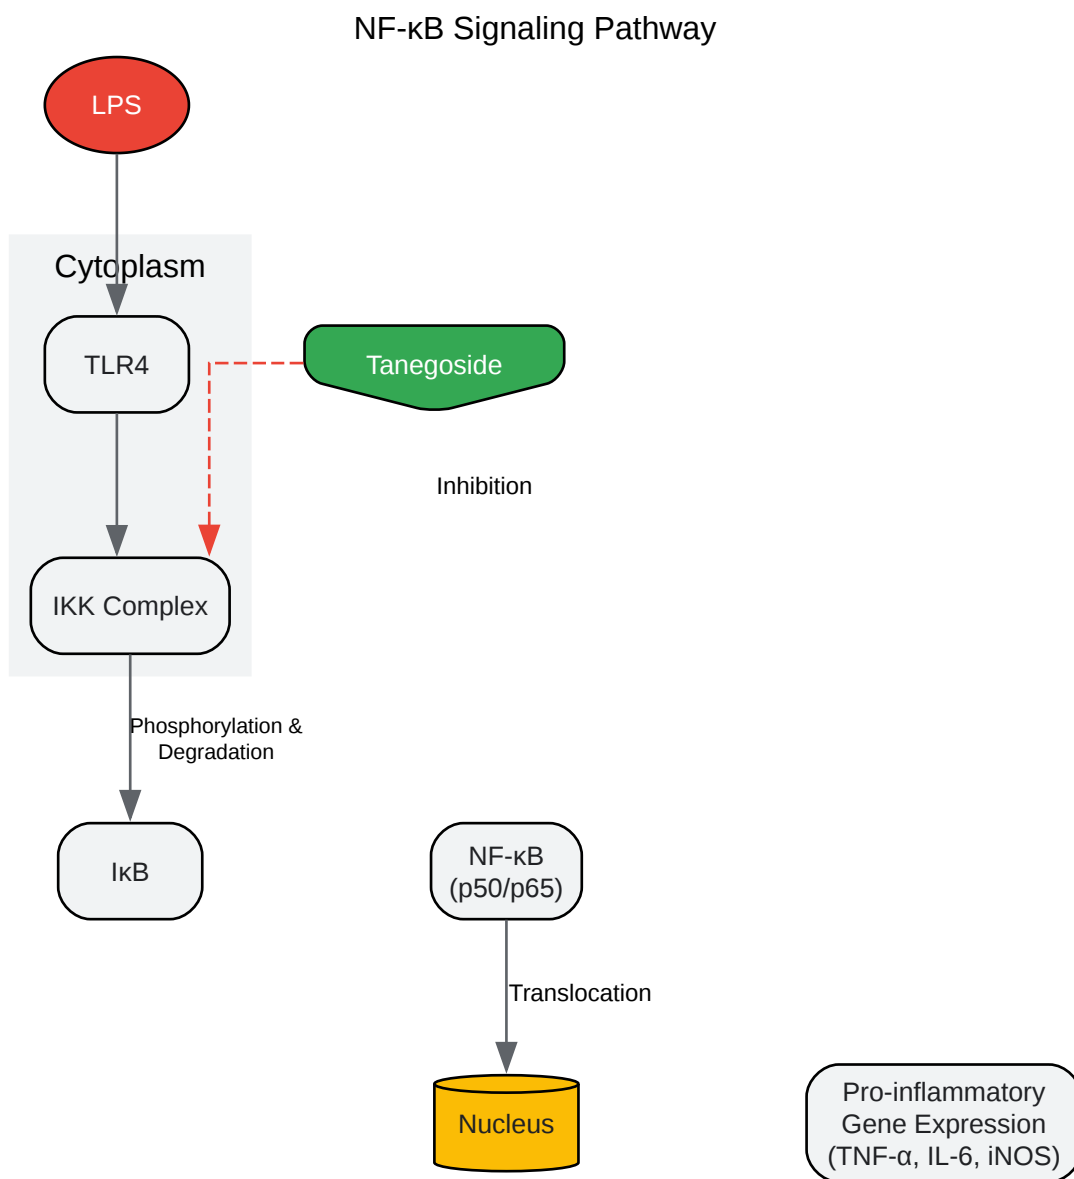 NF-κB Signaling Pathway
LPS
Cytoplasm
TLR4
Tanegoside
Inhibition
IKK Complex
Phosphorylation &
Degradation
IκB
NF-κB
(p50/p65)
Translocation
Nucleus
Pro-inflammatory
Gene Expression
(TNF-α, IL-6, iNOS)